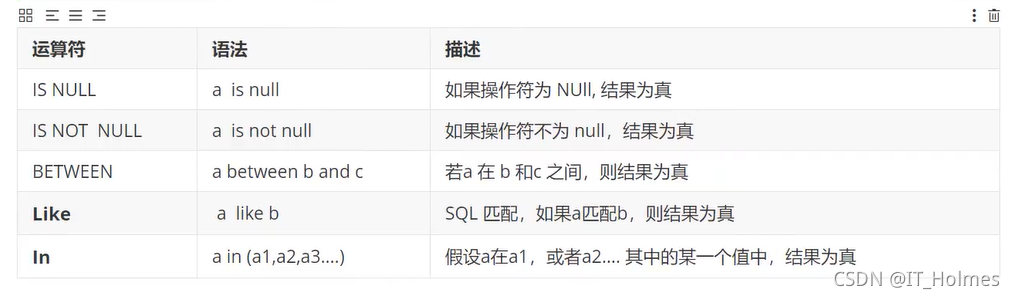 运算符 语法 描述
IS NULL a is null 如果操作符为 NUll, 结果为真
IS NOT NULL a is not null 如果操作符不为 null，结果为真
BETWEEN a between b and c 若a 在 b 和c 之间，则结果为真
Like a like b SQL 匹配，如果a匹配b，则结果为真
In a in (a1,a2,a3....) 假设a在a1，或者a2.... 其中的某一个值中，结果为真
CSDN @IT_Holmes